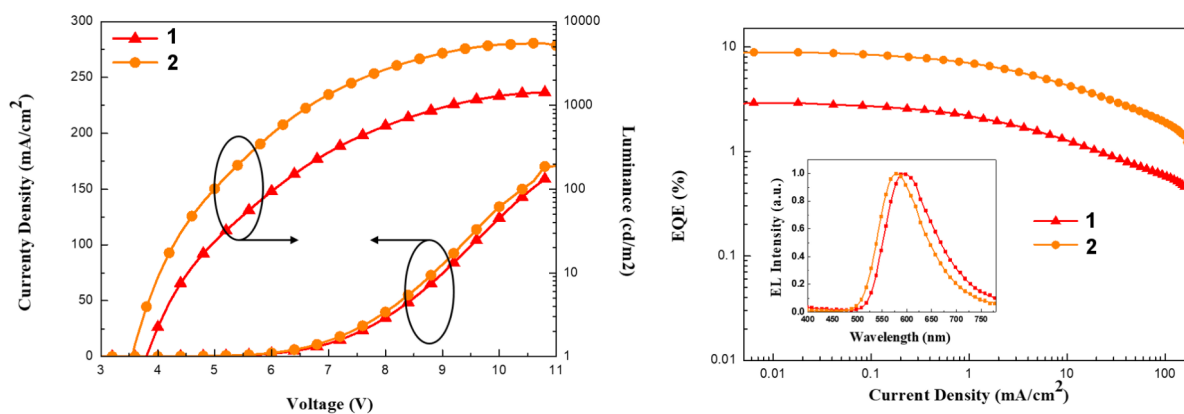 300
250
200
150
100
50
0
Currenty Density (mA/cm²)
1
2
10000
1000
100
10
1
Luminance (cd/m2)
3 4 5 6 7 8 9 10 11
Voltage (V)
10
1
0.1
0.01
EQE (%)
1.0
0.8
0.6
0.4
0.2
0.0
EL Intensity (a.u.)
400 450 500 550 600 650 700 750
Wavelength (nm)
1
2
0.01 0.1 1 10 100
Current Density (mA/cm²)